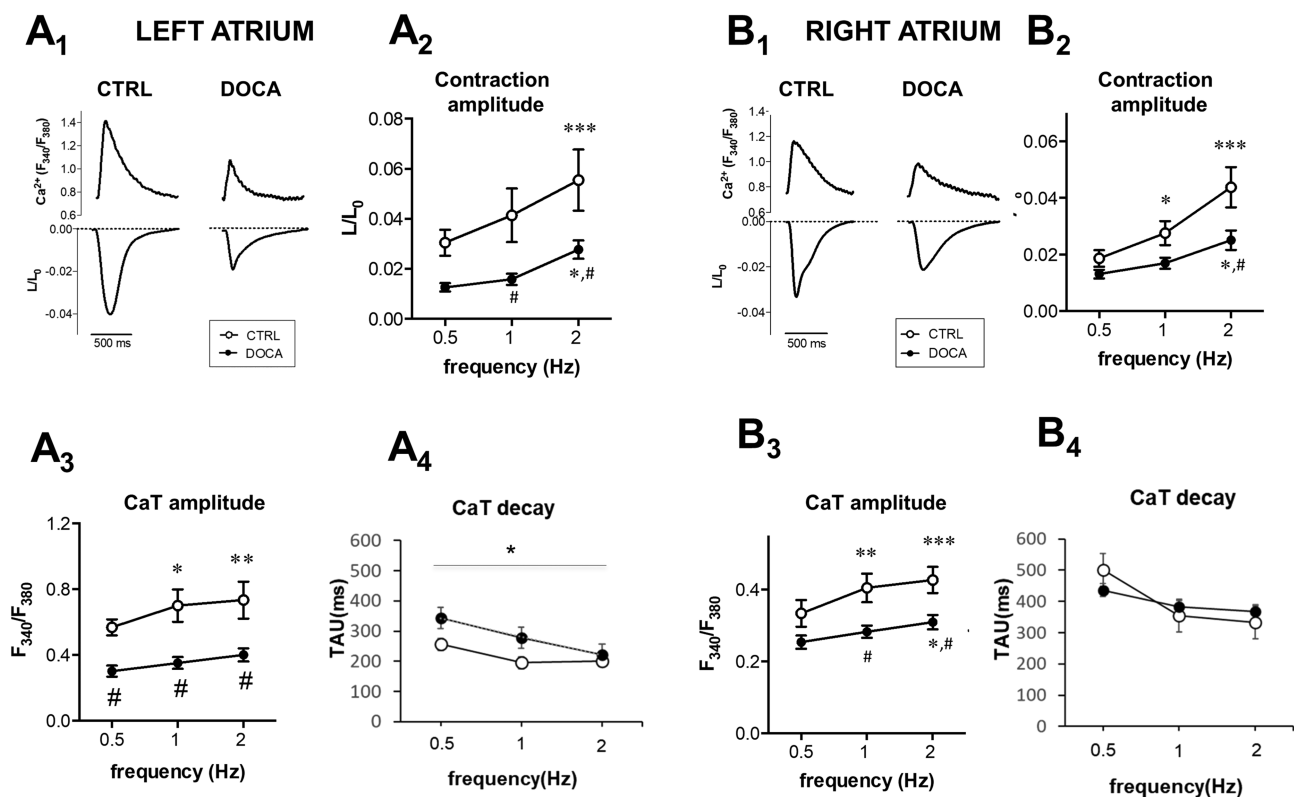 A1
LEFT ATRIUM
CTRL
DOCA
Ca2+ (F340/F380)
1.4
1.2
1.0
0.8
0.6
0.00
-0.02
-0.04
L/L0
500 ms
CTRL
DOCA
A2
Contraction
amplitude
L/L0
0.08
0.06
0.04
0.02
0.00
***
*,#
#
0.5 1 2
frequency (Hz)
B1
RIGHT ATRIUM
CTRL
DOCA
Ca2+ (F340/F380)
1.4
1.2
1.0
0.8
0.6
0.00
-0.02
-0.04
L/L0
500 ms
CTRL
DOCA
B2
Contraction
amplitude
0.06
0.04
0.02
0.00
***
*
*,#
0.5 1 2
frequency (Hz)
A3
CaT amplitude
F340/F380
1.2
0.8
0.4
0.0
* **
# # #
0.5 1 2
frequency (Hz)
A4
CaT decay
TAU(ms)
600
500
400
300
200
100
0
*
0.5 1 2
frequency(Hz)
B3
CaT amplitude
F340/F380
0.4
0.2
0.0
** ***
# *,#
0.5 1 2
frequency (Hz)
B4
CaT decay
TAU(ms)
600
500
400
300
200
100
0
0.5 1 2
frequency(Hz)